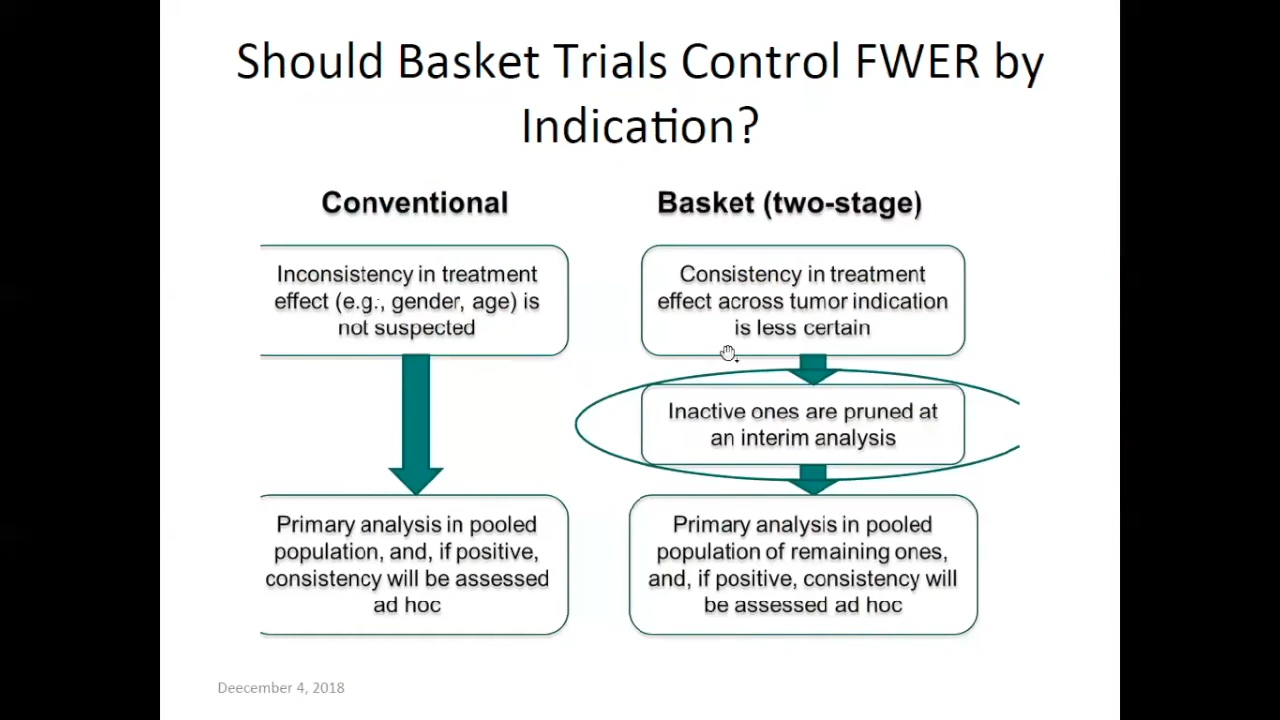 Should Basket Trials Control FWER by
Indication?
Conventional
Basket (two-stage)
Inconsistency in treatment
effect (e.g., gender, age) is
not suspected
Consistency in treatment
effect across tumor indication
is less certain
Inactive ones are pruned at
an interim analysis
Primary analysis in pooled
population, and, if positive,
consistency will be assessed
ad hoc
Primary analysis in pooled
population of remaining ones,
and, if positive, consistency will
be assessed ad hoc
Deecember 4, 2018